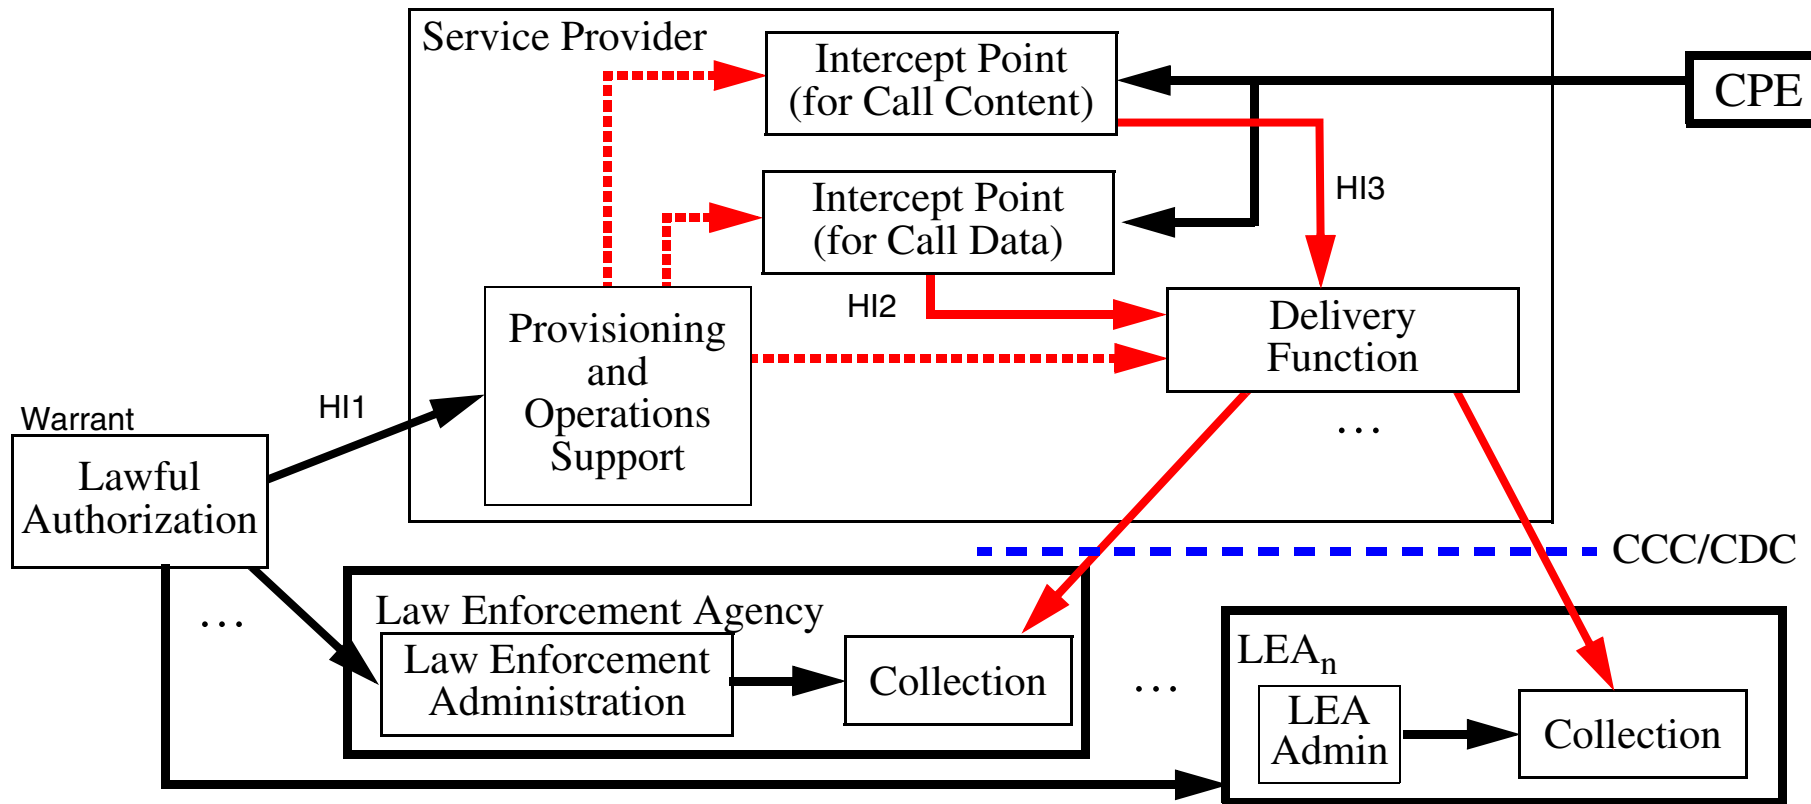 Service Provider
Intercept Point
(for Call Content)
CPE
Intercept Point
(for Call Data)
HI3
HI2
Provisioning
and
Operations
Support
Delivery
Function
...
HI1
Warrant
Lawful
Authorization
...
CCC/CDC
Law Enforcement Agency
Law Enforcement
Administration
Collection
...
LEAn
LEA
Admin
Collection